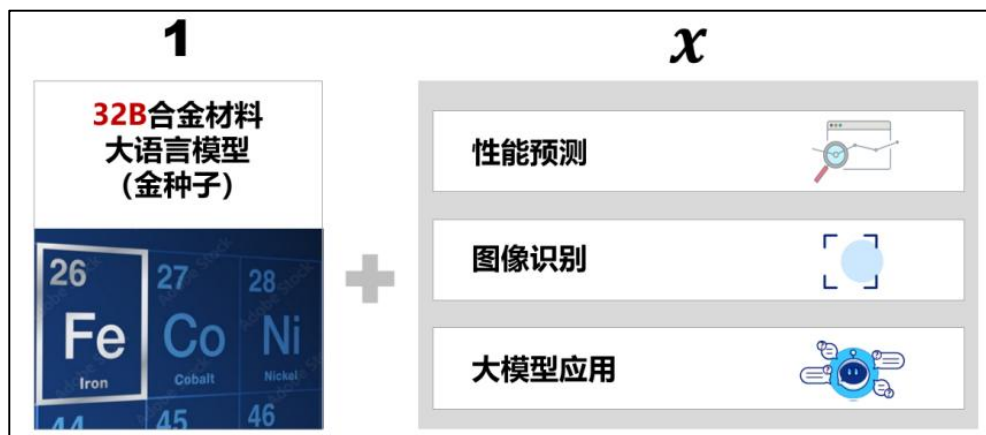 1
x
32B合金材料
大语言模型
(金种子)
性能预测
图像识别
大模型应用
26
27
28
Fe
Co
Ni
Iron
Cobalt
Nickel
44
45
46
Adobe Stock